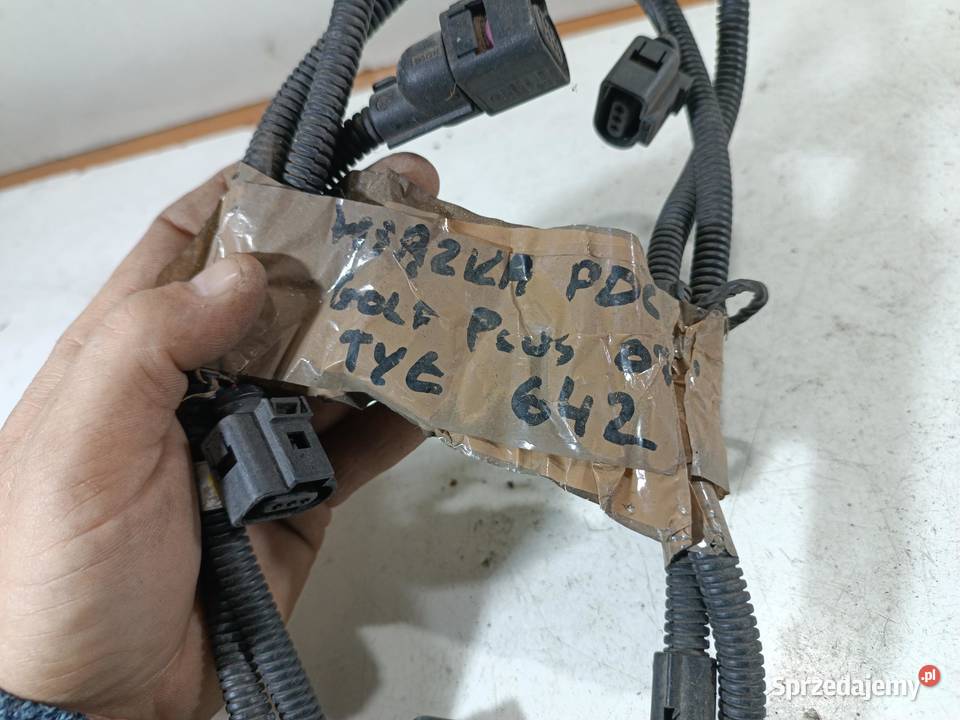 WIĄZKA PDC
GOLF PLUS
TYŁ 642
Sprzedajemy.pl